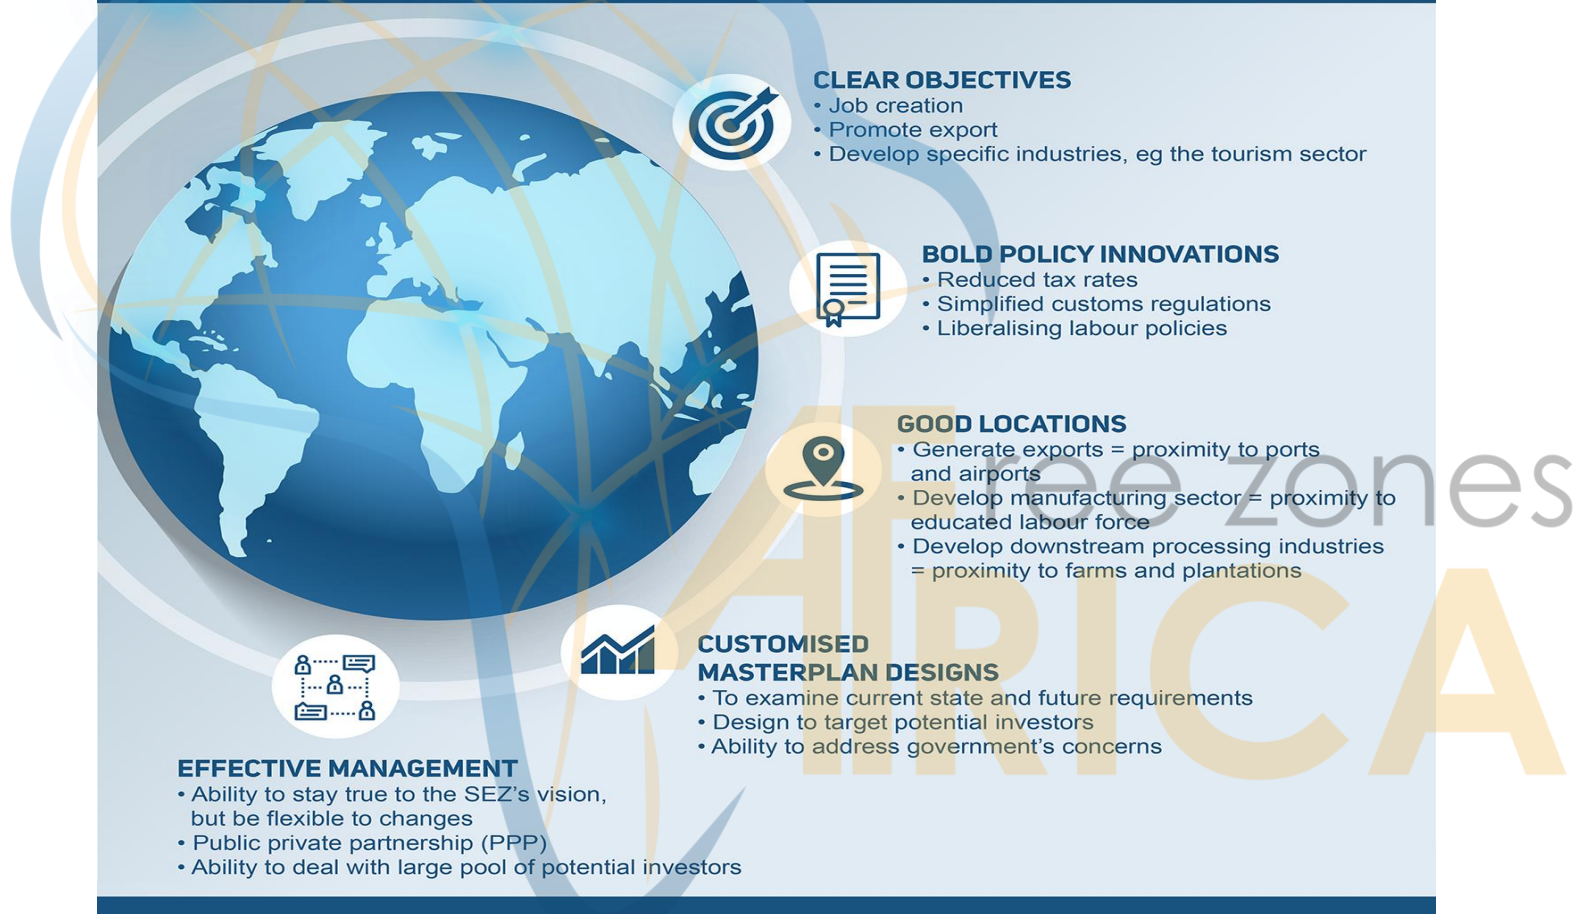 CLEAR OBJECTIVES
• Job creation
• Promote export
• Develop specific industries, eg the tourism sector
BOLD POLICY INNOVATIONS
• Reduced tax rates
• Simplified customs regulations
• Liberalising labour policies
GOOD LOCATIONS
• Generate exports = proximity to ports
and airports
• Develop manufacturing sector = proximity to
educated labour force
• Develop downstream processing industries
= proximity to farms and plantations
CUSTOMISED
MASTERPLAN DESIGNS
• To examine current state and future requirements
• Design to target potential investors
• Ability to address government's concerns
EFFECTIVE MANAGEMENT
• Ability to stay true to the SEZ's vision,
but be flexible to changes
• Public private partnership (PPP)
• Ability to deal with large pool of potential investors
Free zones
AFRICA